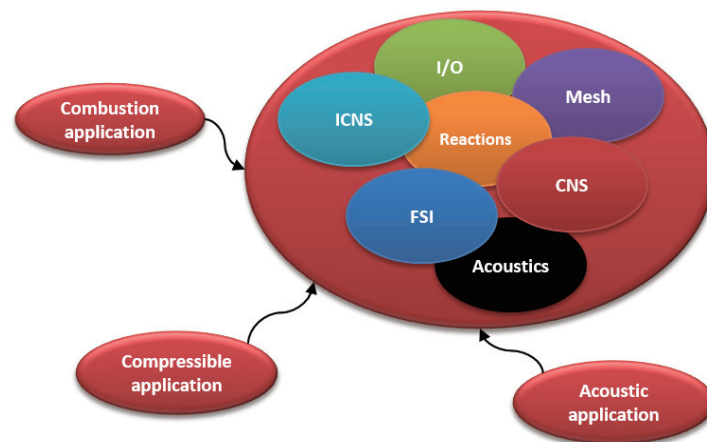 I/O
Mesh
Combustion
application
ICNS
Reactions
CNS
FSI
Acoustics
Compressible
application
Acoustic
application